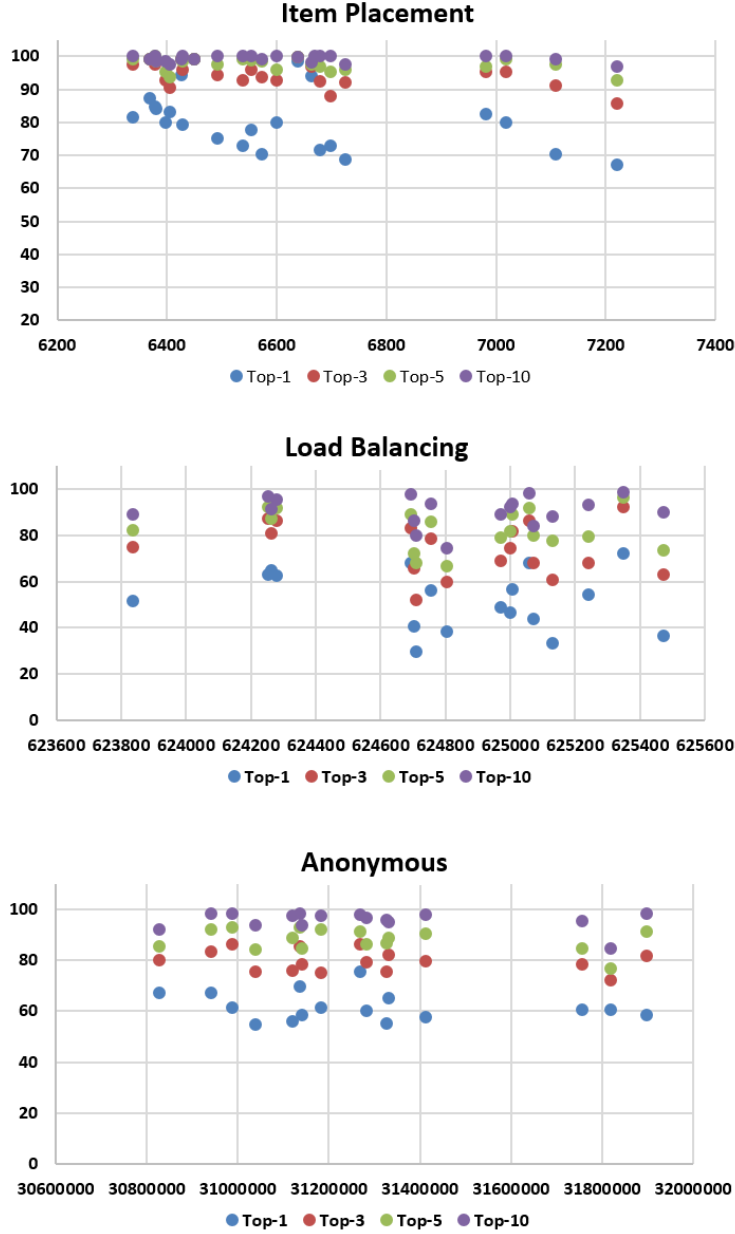 Item Placement
100
90
80
70
60
50
40
30
20
6200 6400 6600 6800 7000 7200 7400
Top-1 Top-3 Top-5 Top-10
Load Balancing
100
80
60
40
20
0
623600 623800 624000 624200 624400 624600 624800 625000 625200 625400 625600
Top-1 Top-3 Top-5 Top-10
Anonymous
100
80
60
40
20
0
30600000 30800000 31000000 31200000 31400000 31600000 31800000 32000000
Top-1 Top-3 Top-5 Top-10